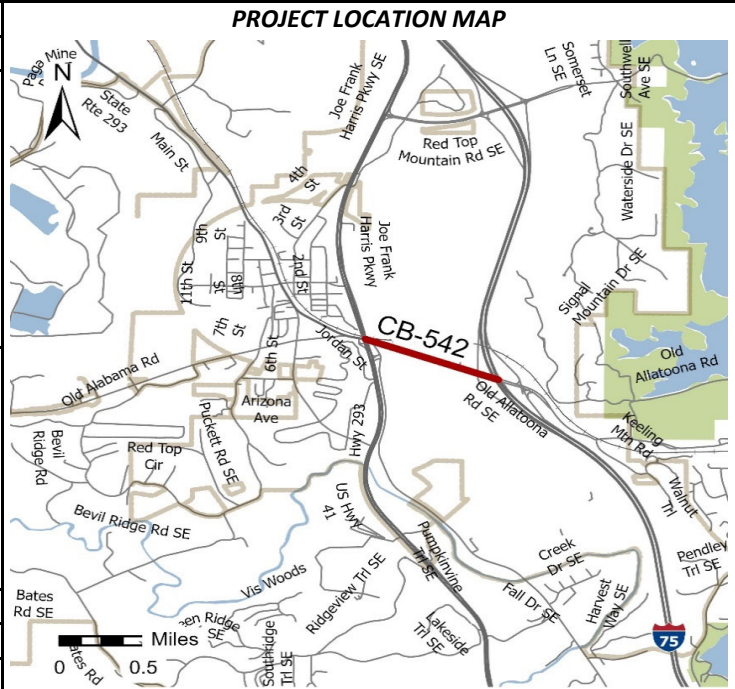 PROJECT LOCATION MAP
Paga Mine
N
State
Rte 293
Main St
Joe Frank
Harris Pkwy SE
Somerset
Ln SE
Southwell
Ave SE
Red Top
Mountain Rd SE
Waterside Dr SE
4th
St
3rd
St
9th
St
2nd St
Joe Frank
Harris Pkwy
11th St
8th
St
7th
St
Signal
Mountain Dr SE
CB-542
Jordan St
6th St
Old Alabama Rd
Old
Allatoona Rd
Old Allatoona
Rd SE
Arizona
Ave
Hwy 293
Keeling
Mtn Rd
Bevil
Ridge Rd
Red Top
Cir
Puckett Rd SE
Walnut
Trl
Bevil Ridge Rd SE
US Hwy
41
Pumpkinvine
Trl SE
Creek
Dr SE
Pendley
Trl SE
Vis Woods
Fall Dr SE
Harvest
Way SE
Bates
Rd SE
Ridgeview Trl SE
een Ridge
SE
Lakeside
Trl SE
Southridge
Trl SE
Miles
0 0.5
ates Rd
75